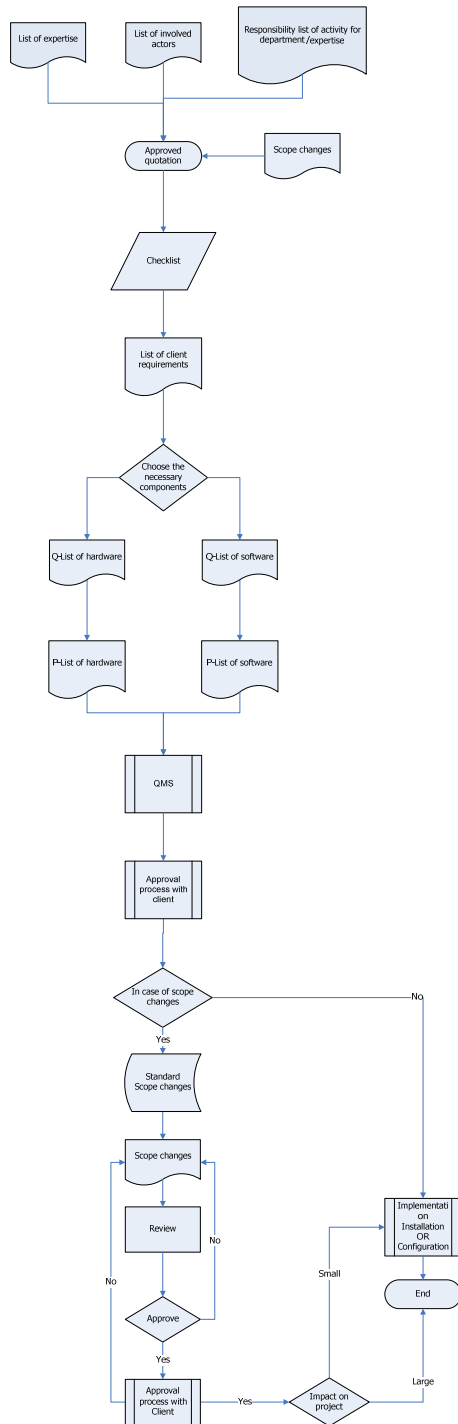 List of expertise
List of involved
actors
Responsibility list of activity for
department/expertise
Approved
quotation
Scope changes
Checklist
List of client
requirements
Choose the
necessary
components
Q-List of hardware
Q-List of software
P-List of hardware
P-List of software
QMS
Approval
process with
client
In case of scope
changes
No
Yes
Standard
Scope changes
Scope changes
Implementati
on
Installation
OR
Configuration
Review
No
No
Small
End
Approve
Yes
Large
Approval
process with
Client
Yes
Impact on
project